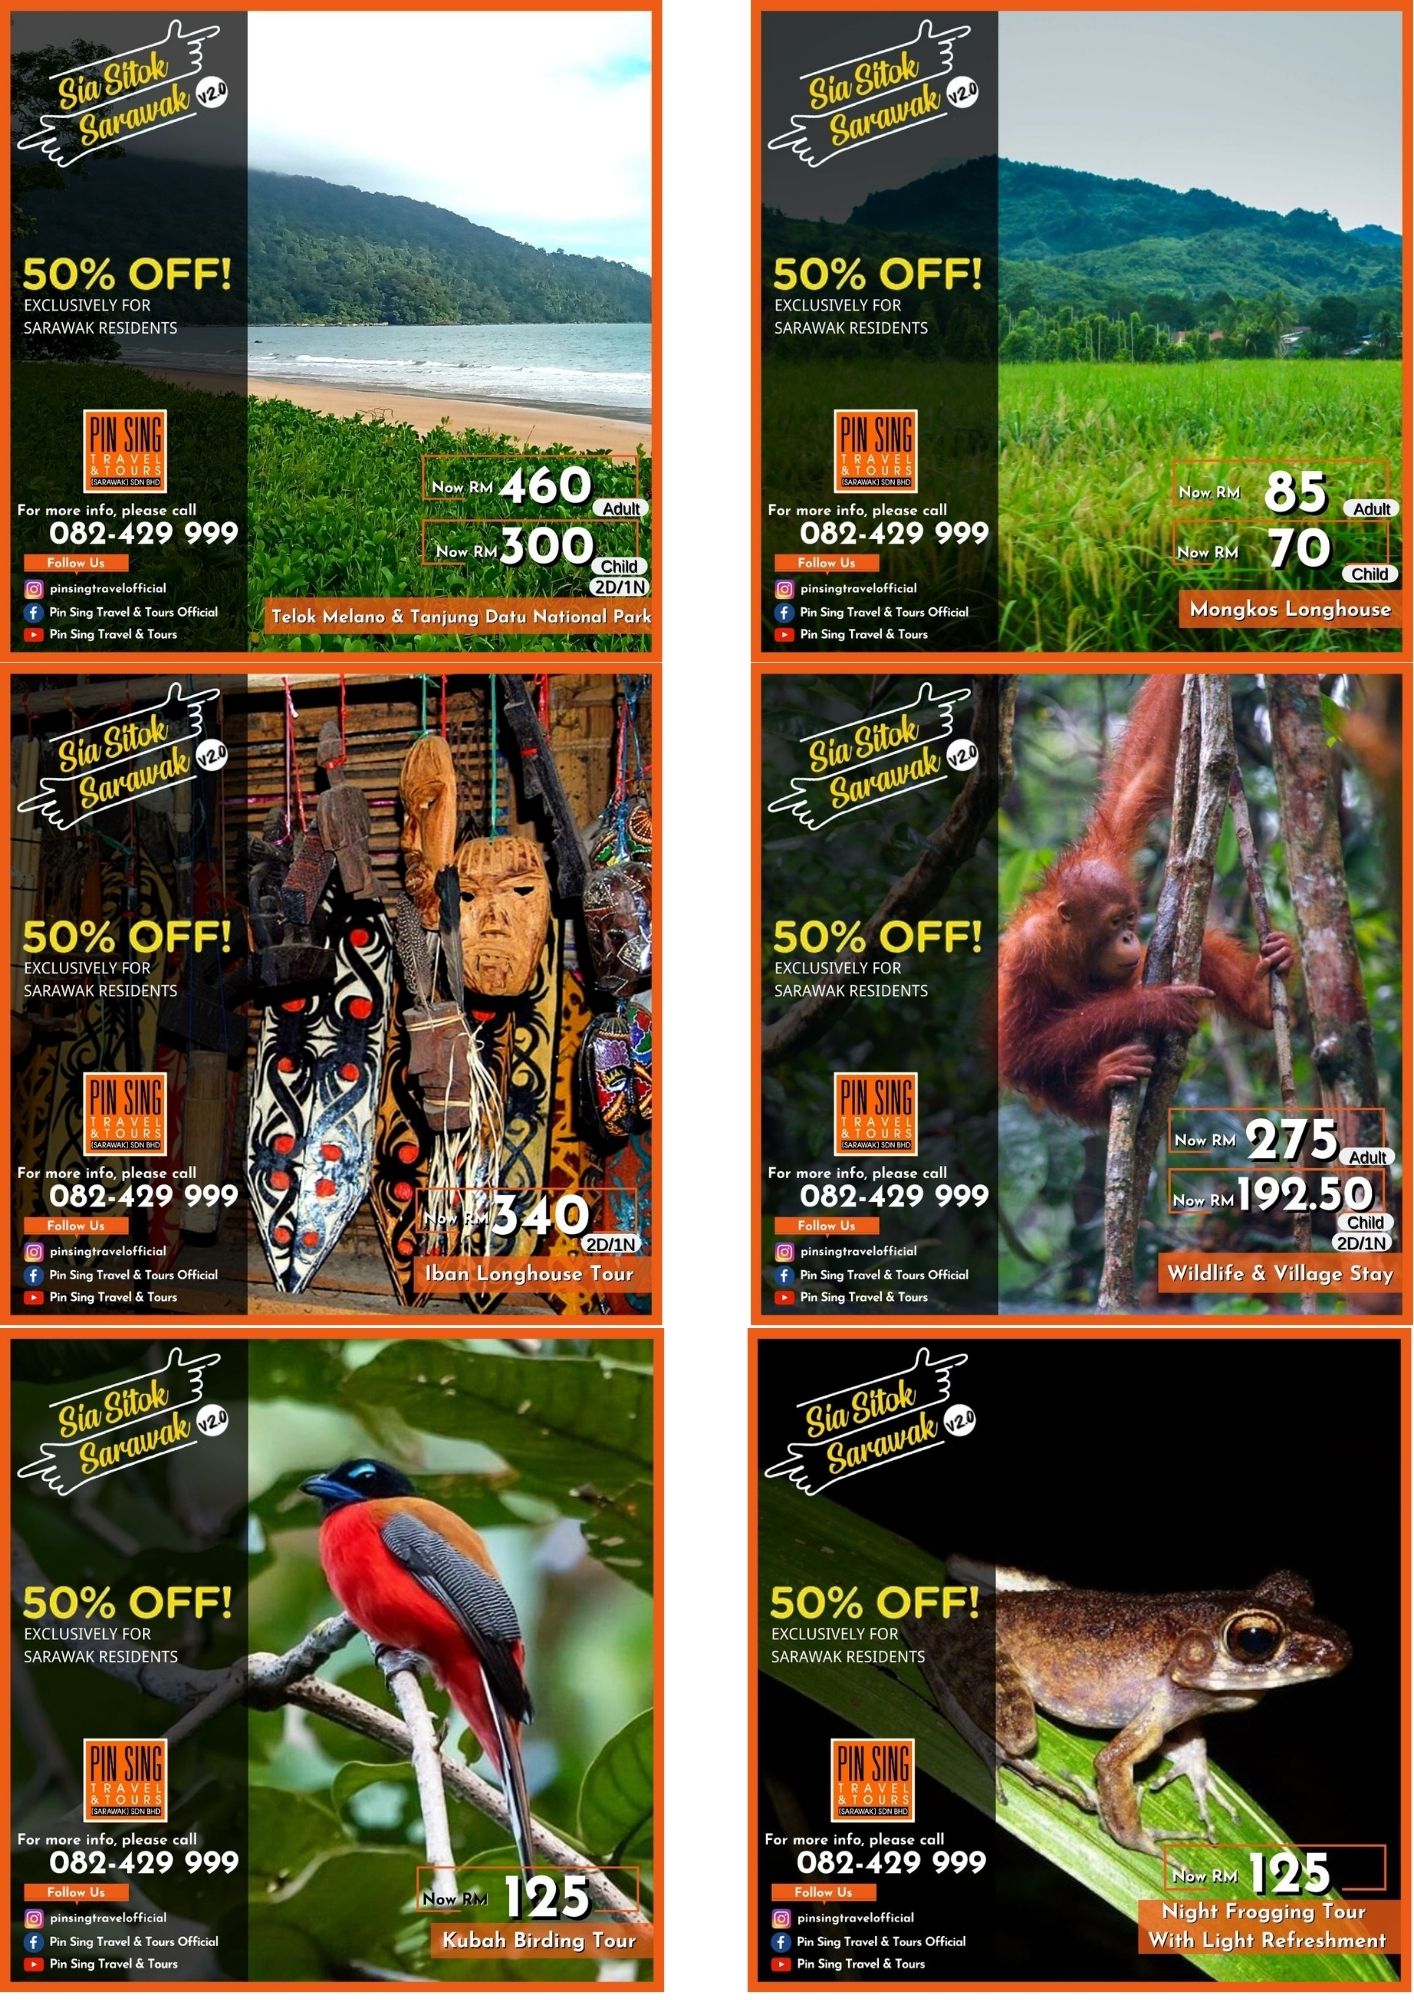 Sia Sitok
Sarawak v2.0
50% OFF!
EXCLUSIVELY FOR
SARAWAK RESIDENTS
PIN SING
TRAVEL
& TOURS
(SARAWAK) SDN BHD
For more info, please call
082-429 999
Follow Us
pinsingtravelofficial
Pin Sing Travel & Tours Official
Pin Sing Travel & Tours
Now RM 460
Adult
Now RM 300
Child
2D/1N
Telok Melano & Tanjung Datu National Park
Sia Sitok
Sarawak v2.0
50% OFF!
EXCLUSIVELY FOR
SARAWAK RESIDENTS
PIN SING
TRAVEL
& TOURS
(SARAWAK) SDN BHD
For more info, please call
082-429 999
Follow Us
pinsingtravelofficial
Pin Sing Travel & Tours Official
Pin Sing Travel & Tours
Now RM 85
Adult
Now RM 70
Child
Mongkos Longhouse
Sia Sitok
Sarawak v2.0
50% OFF!
EXCLUSIVELY FOR
SARAWAK RESIDENTS
PIN SING
TRAVEL
& TOURS
(SARAWAK) SDN BHD
For more info, please call
082-429 999
Follow Us
pinsingtravelofficial
Pin Sing Travel & Tours Official
Pin Sing Travel & Tours
Now RM 340
2D/1N
Iban Longhouse Tour
Sia Sitok
Sarawak v2.0
50% OFF!
EXCLUSIVELY FOR
SARAWAK RESIDENTS
PIN SING
TRAVEL
& TOURS
(SARAWAK) SDN BHD
For more info, please call
082-429 999
Follow Us
pinsingtravelofficial
Pin Sing Travel & Tours Official
Pin Sing Travel & Tours
Now RM 275
Adult
Now RM 192.50
Child
2D/1N
Wildlife & Village Stay
Sia Sitok
Sarawak v2.0
50% OFF!
EXCLUSIVELY FOR
SARAWAK RESIDENTS
PIN SING
TRAVEL
& TOURS
(SARAWAK) SDN BHD
For more info, please call
082-429 999
Follow Us
pinsingtravelofficial
Pin Sing Travel & Tours Official
Pin Sing Travel & Tours
Now RM 125
Kubah Birding Tour
Sia Sitok
Sarawak v2.0
50% OFF!
EXCLUSIVELY FOR
SARAWAK RESIDENTS
PIN SING
TRAVEL
& TOURS
(SARAWAK) SDN BHD
For more info, please call
082-429 999
Follow Us
pinsingtravelofficial
Pin Sing Travel & Tours Official
Pin Sing Travel & Tours
Now RM 125
Night Frogging Tour
With Light Refreshment